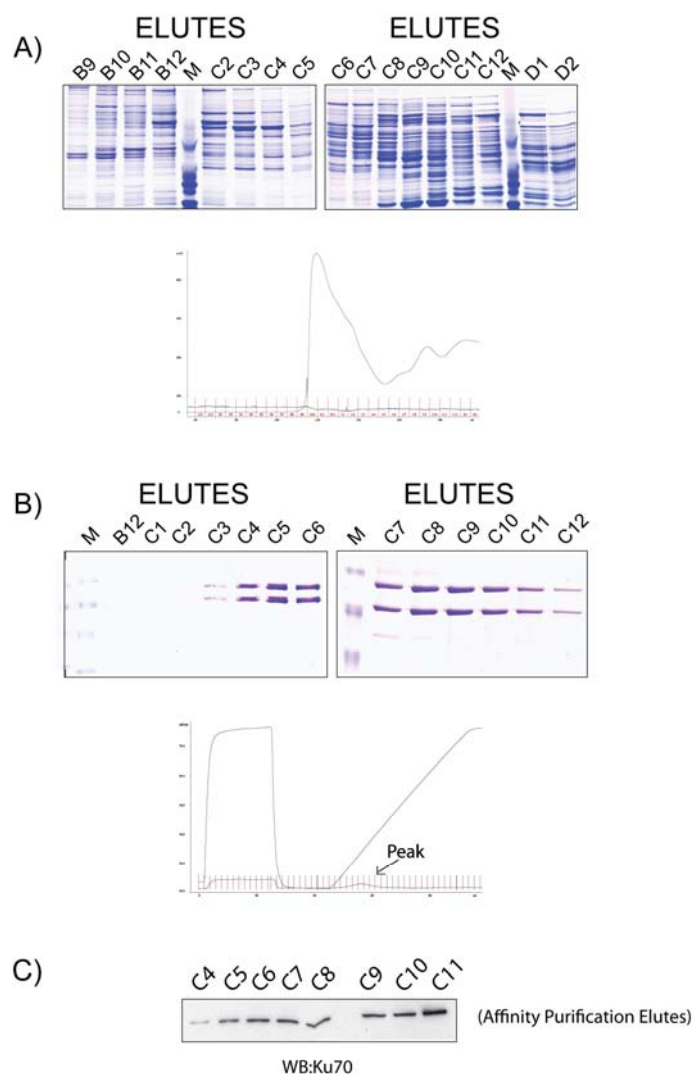 A)
ELUTES
ELUTES
B9 B10 B11 B12 M C2 C3 C4 C5
C6 C7 C8 C9 C10 C11 C12 M D1 D2
B)
ELUTES
ELUTES
M B12 C1 C2 C3 C4 C5 C6
M C7 C8 C9 C10 C11 C12
Peak
C)
C4 C5 C6 C7 C8 C9 C10 C11
(Affinity Purification Elutes)
WB:Ku70